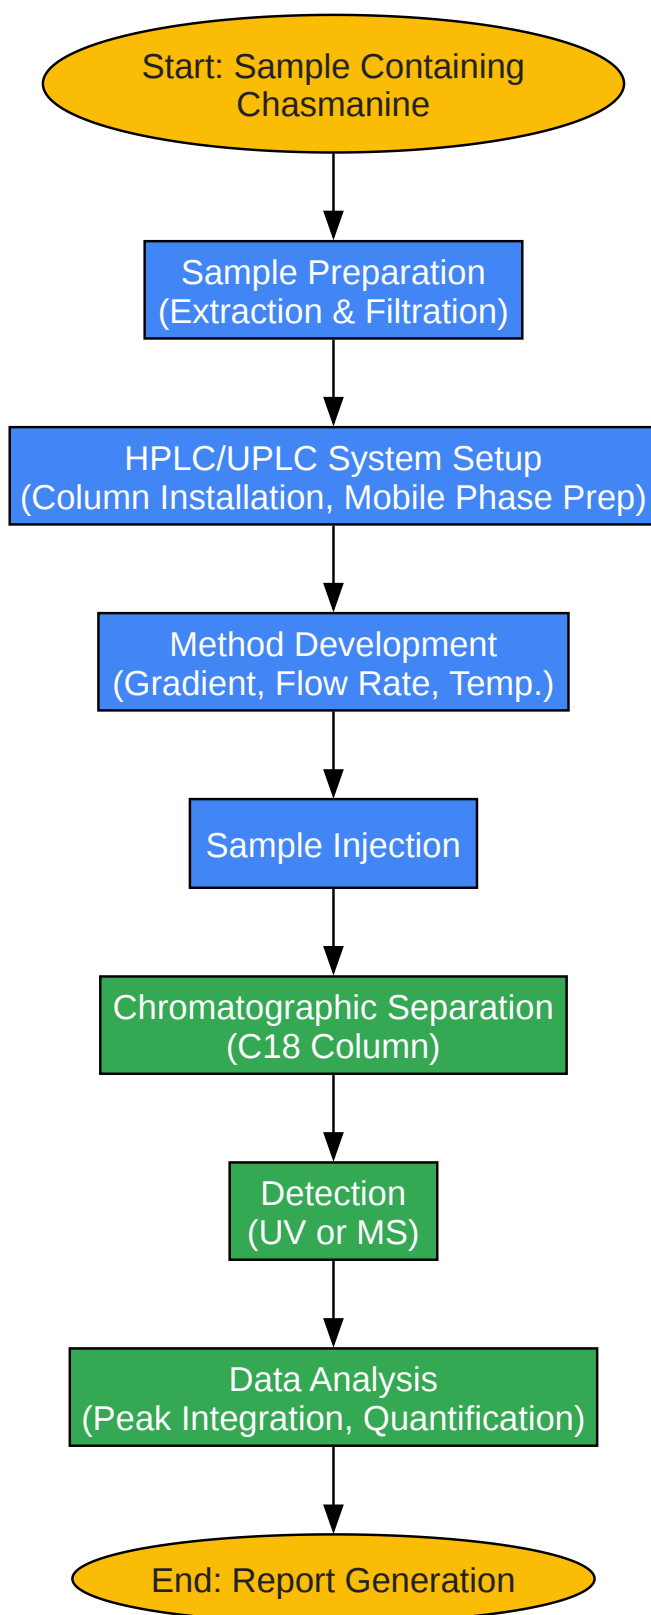 Start: Sample Containing
Chasmanine
Sample Preparation
(Extraction & Filtration)
HPLC/UPLC System Setup
(Column Installation, Mobile Phase Prep)
Method Development
(Gradient, Flow Rate, Temp.)
Sample Injection
Chromatographic Separation
(C18 Column)
Detection
(UV or MS)
Data Analysis
(Peak Integration, Quantification)
End: Report Generation